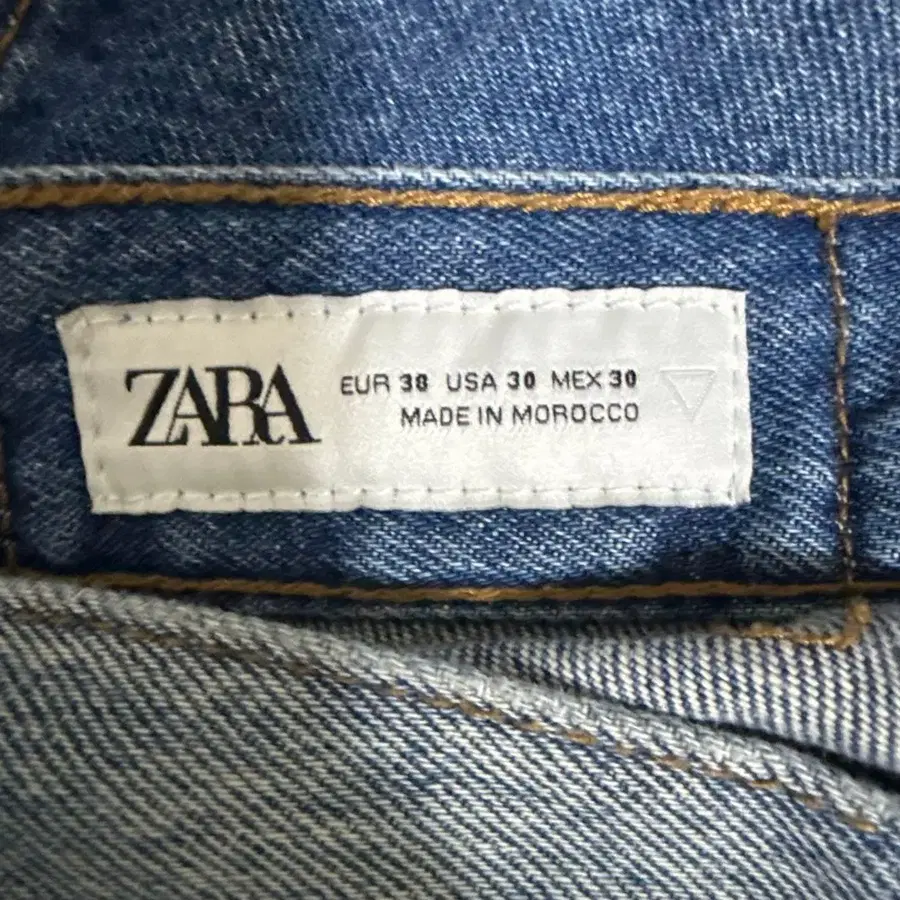 ZARA
EUR 38 USA 30 MEX 30
MADE IN MOROCCO